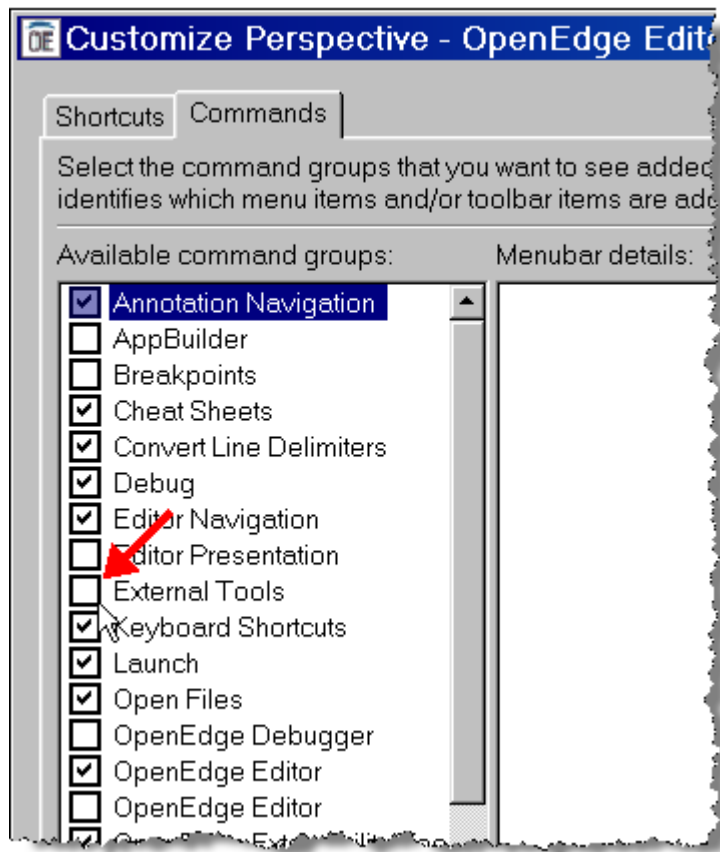 OE Customize Perspective - OpenEdge Edit
Shortcuts Commands
Select the command groups that you want to see added
identifies which menu items and/or toolbar items are add
Available command groups: Menubar details:
Annotation Navigation
AppBuilder
Breakpoints
Cheat Sheets
Convert Line Delimiters
Debug
Editor Navigation
Editor Presentation
External Tools
Keyboard Shortcuts
Launch
Open Files
OpenEdge Debugger
OpenEdge Editor
OpenEdge Editor